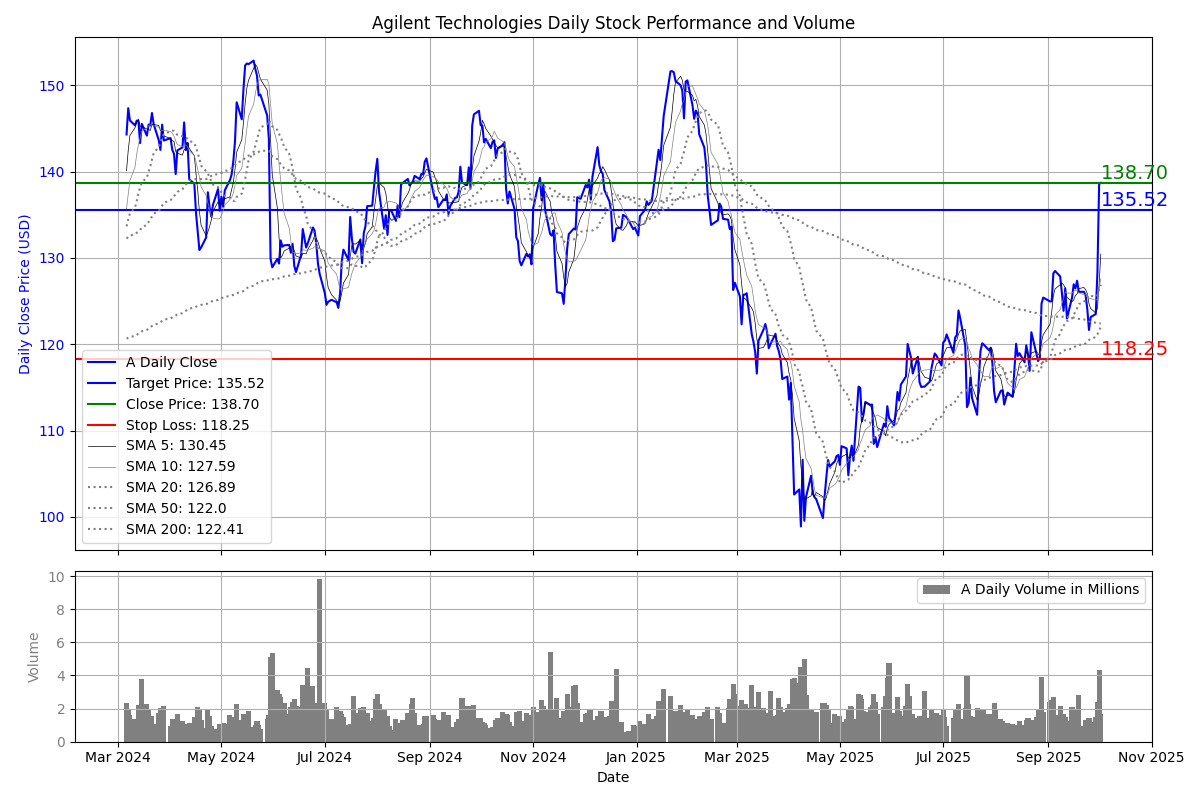 Agilent Technologies Daily Stock Performance and Volume
Daily Close Price (USD)
150
140
130
120
110
100
138.70
135.52
118.25
A Daily Close
Target Price: 135.52
Close Price: 138.70
Stop Loss: 118.25
SMA 5: 130.45
SMA 10: 127.59
SMA 20: 126.89
SMA 50: 122.0
SMA 200: 122.41
Volume
10
8
6
4
2
0
A Daily Volume in Millions
Mar 2024 May 2024 Jul 2024 Sep 2024 Nov 2024 Jan 2025 Mar 2025 May 2025 Jul 2025 Sep 2025 Nov 2025
Date